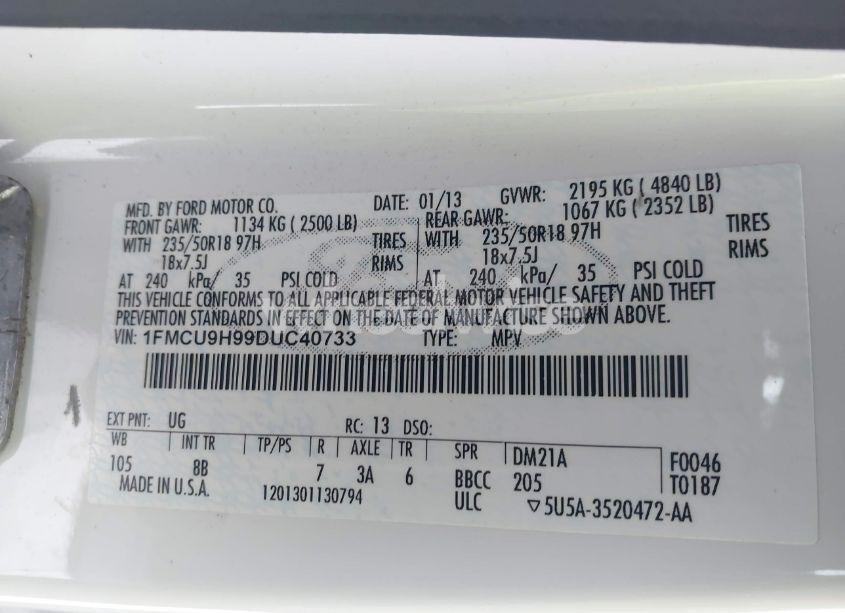 MFD. BY FORD MOTOR CO. DATE: 01/13 GVWR: 2195 KG ( 4840 LB)
FRONT GAWR: 1134 KG ( 2500 LB) REAR GAWR: 1067 KG ( 2352 LB)
WITH 235/50R18 97H TIRES WITH 235/50R18 97H TIRES
18x7.5J RIMS 18x7.5J RIMS
AT 240 kPa/ 35 PSI COLD AT 240 kPa/ 35 PSI COLD
THIS VEHICLE CONFORMS TO ALL APPLICABLE FEDERAL MOTOR VEHICLE SAFETY AND THEFT
PREVENTION STANDARDS IN EFFECT ON THE DATE OF MANUFACTURE SHOWN ABOVE.
VIN: 1FMCU9H99DUC40733 TYPE: MPV
EXT PNT: UG RC: 13 DSO:
WB INT TR TP/PS R AXLE TR SPR DM21A F0046
105 8B 7 3A 6 BBCC 205 T0187
MADE IN U.S.A. 1201301130794 ULC ▽5U5A-3520472-AA